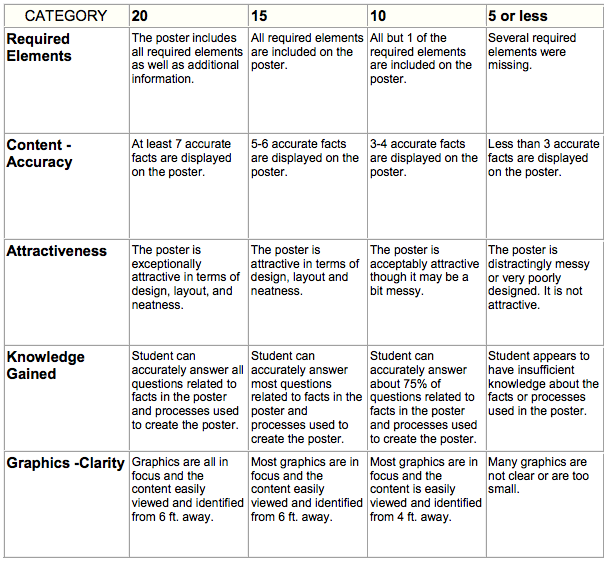 CATEGORY 20 15 10 5 or less
Required
Elements
The poster includes
all required elements
as well as additional
information.
All required elements
are included on the
poster.
All but 1 of the
required elements
are included on the
poster.
Several required
elements were
missing.
Content -
Accuracy
At least 7 accurate
facts are displayed
on the poster.
5-6 accurate facts
are displayed on the
poster.
3-4 accurate facts
are displayed on the
poster.
Less than 3 accurate
facts are displayed
on the poster.
Attractiveness
The poster is
exceptionally
attractive in terms of
design, layout, and
neatness.
The poster is
attractive in terms of
design, layout and
neatness.
The poster is
acceptably attractive
though it may be a
bit messy.
The poster is
distractingly messy
or very poorly
designed. It is not
attractive.
Knowledge
Gained
Student can
accurately answer all
questions related to
facts in the poster
and processes used
to create the poster.
Student can
accurately answer
most questions
related to facts in the
poster and
processes used to
create the poster.
Student can
accurately answer
about 75% of
questions related to
facts in the poster
and processes used
to create the poster.
Student appears to
have insufficient
knowledge about the
facts or processes
used in the poster.
Graphics -Clarity
Graphics are all in
focus and the
content easily
viewed and identified
from 6 ft. away.
Most graphics are in
focus and the
content easily
viewed and identified
from 6 ft. away.
Most graphics are in
focus and the
content is easily
viewed and identified
from 4 ft. away.
Many graphics are
not clear or are too
small.